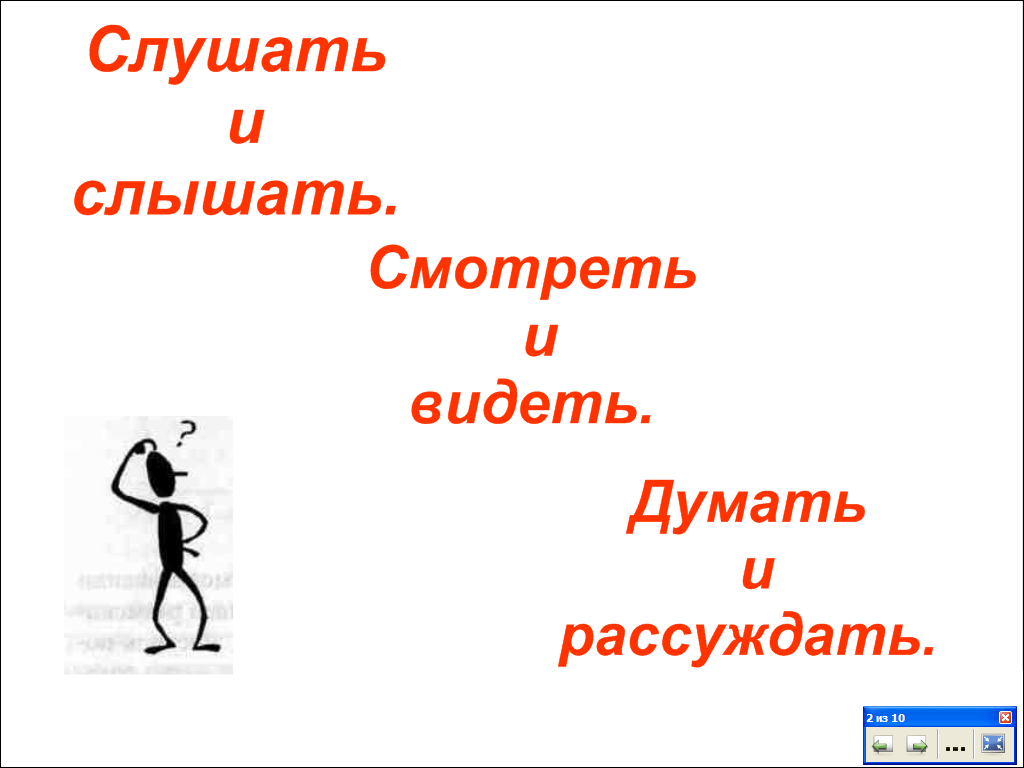 Слушать
и
слышать.
Смотреть
и
видеть.
?
Думать
и
рассуждать.
2 из 10
...